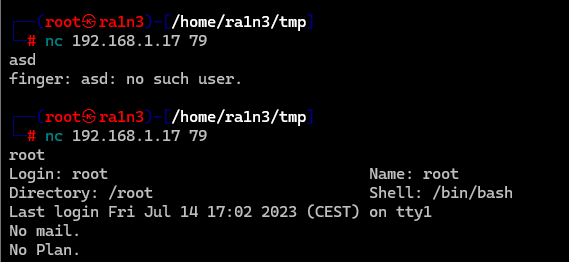 ┌──(root㉿ra1n3)-[/home/ra1n3/tmp]
└─# nc 192.168.1.17 79
asd
finger: asd: no such user.
┌──(root㉿ra1n3)-[/home/ra1n3/tmp]
└─# nc 192.168.1.17 79
root
Login: root Name: root
Directory: /root Shell: /bin/bash
Last login Fri Jul 14 17:02 2023 (CEST) on tty1
No mail.
No Plan.